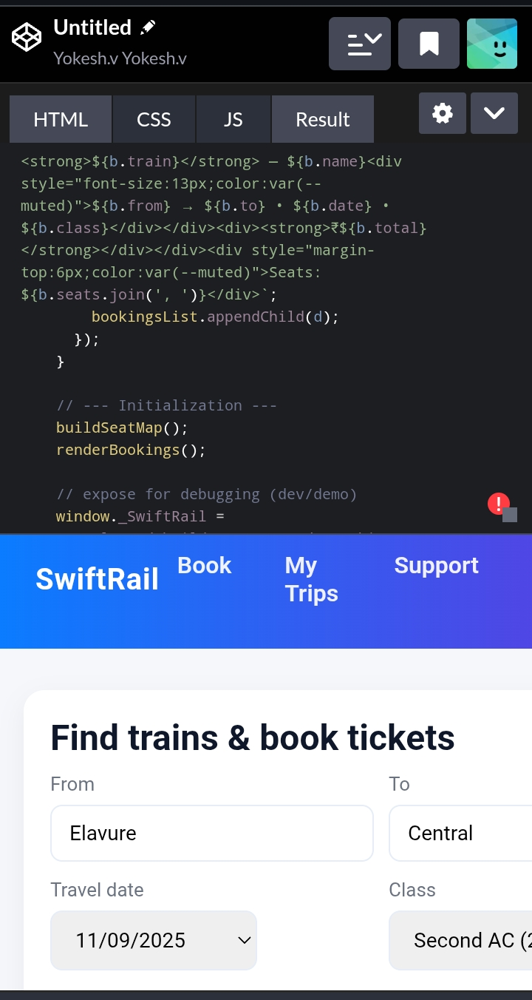 Untitled
Yokesh.v Yokesh.v
HTML CSS JS Result
<strong>${b.train}</strong> — ${b.name}<div
style="font-size:13px;color:var(--
muted)">${b.from} → ${b.to} • ${b.date} •
${b.class}</div></div><div><strong>₹${b.total}
</strong></div></div><div style="margin-
top:6px;color:var(--muted)">Seats:
${b.seats.join(', ')}</div>`;
bookingsList.appendChild(d);
});
}
// --- Initialization ---
buildSeatMap();
renderBookings();
// expose for debugging (dev/demo)
window._SwiftRail =
SwiftRail Book My Trips Support
Find trains & book tickets
From To
Elavure Central
Travel date Class
11/09/2025 Second AC (2